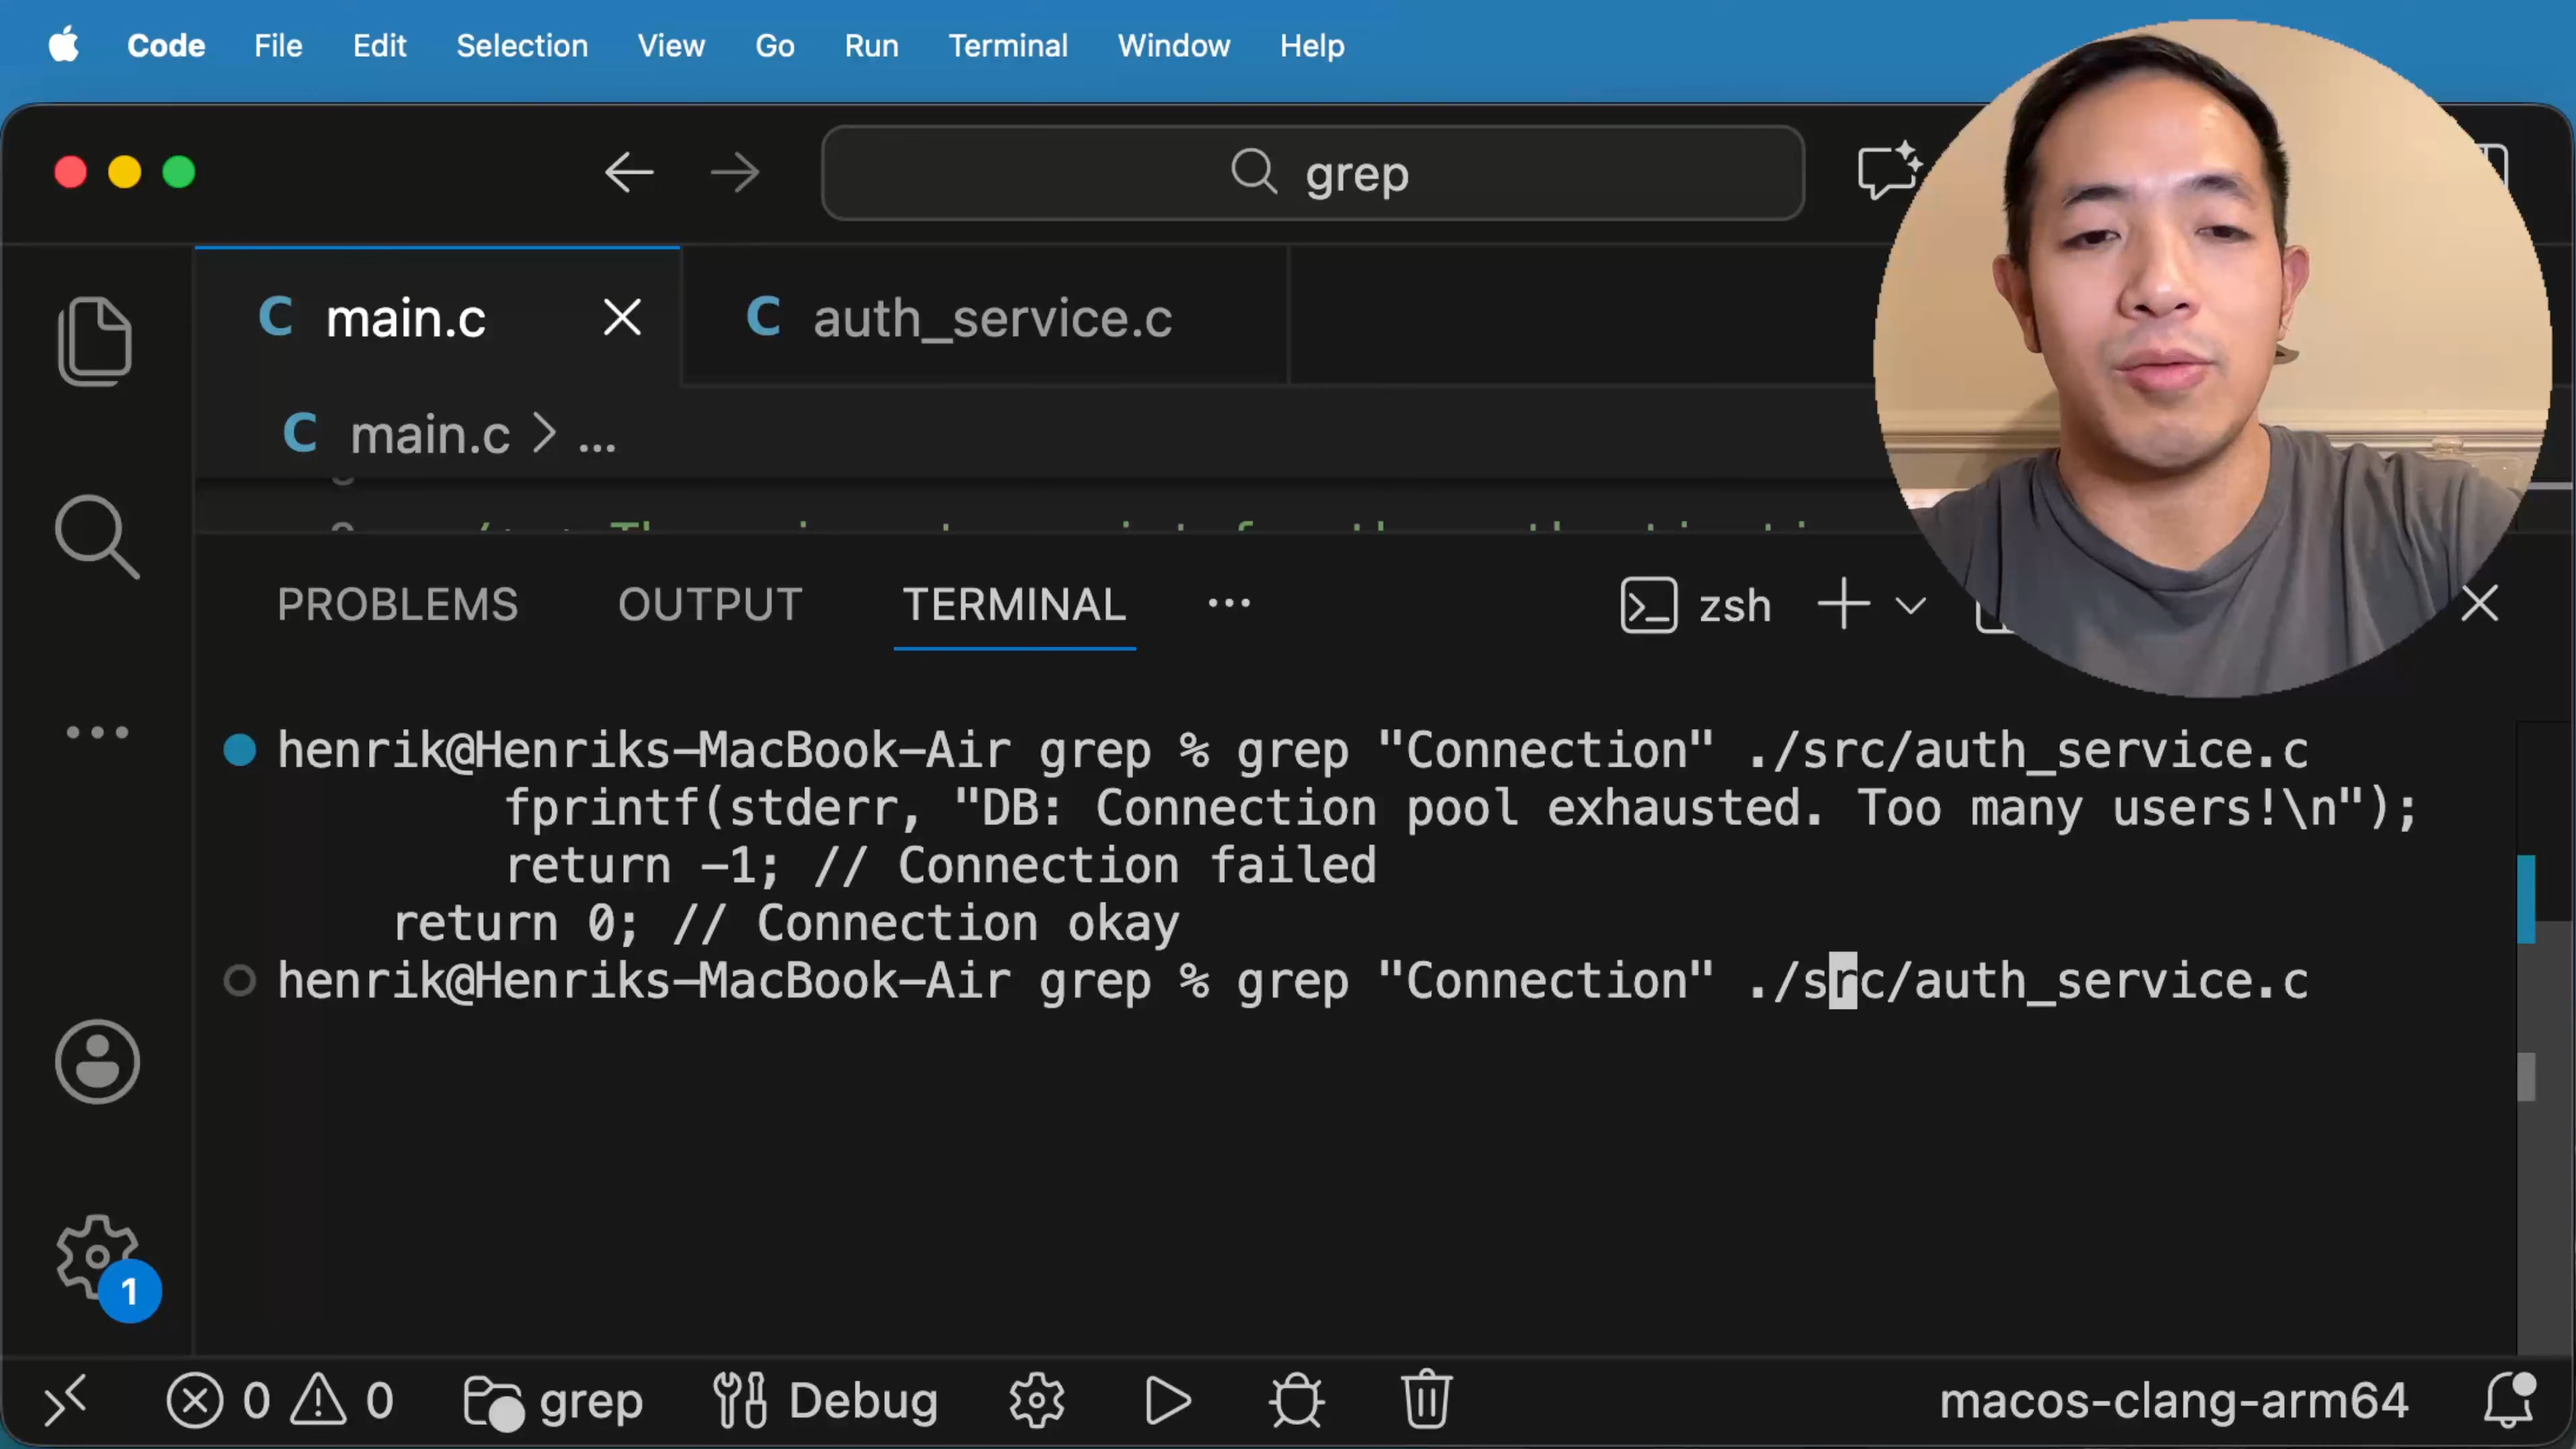 Code File Edit Selection View Go Run Terminal Window Help
grep
C main.c C auth_service.c
C main.c > ...
PROBLEMS OUTPUT TERMINAL ... zsh
henrik@Henriks-MacBook-Air grep % grep "Connection" ./src/auth_service.c
fprintf(stderr, "DB: Connection pool exhausted. Too many users!\n");
return -1; // Connection failed
return 0; // Connection okay
henrik@Henriks-MacBook-Air grep % grep "Connection" ./src/auth_service.c
1
0 0 grep Debug macos-clang-arm64